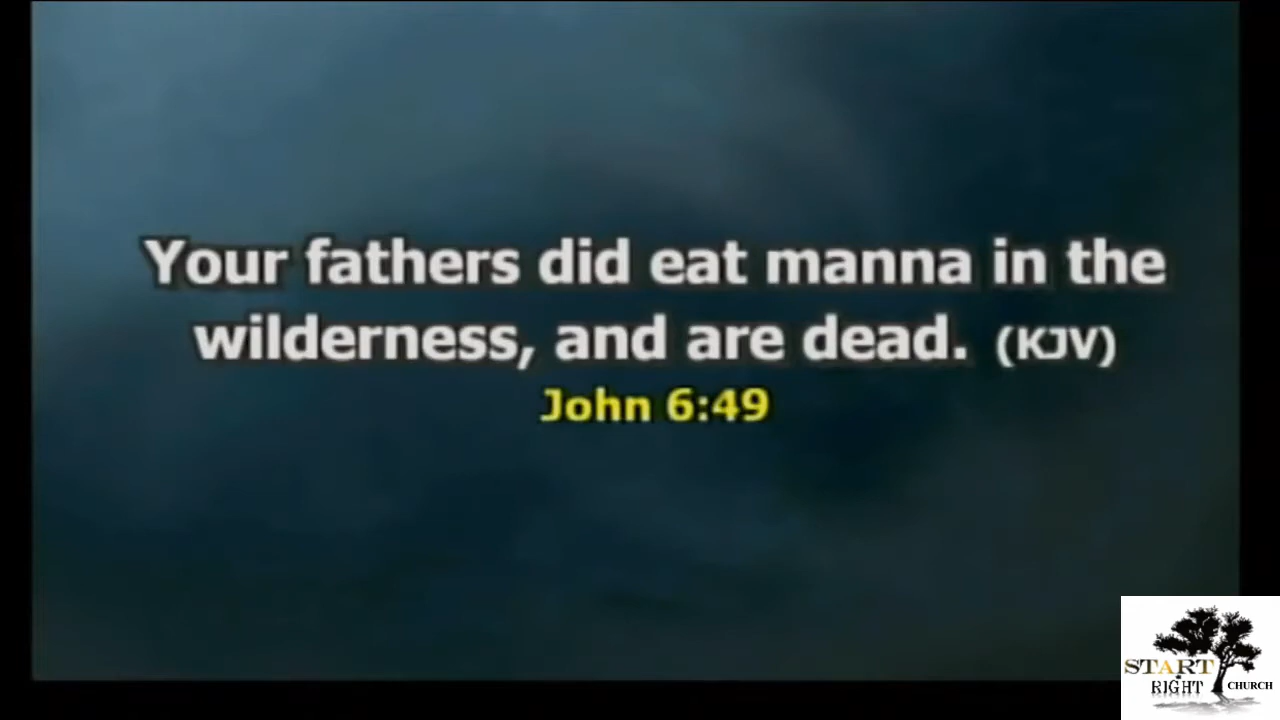 Your fathers did eat manna in the
wilderness, and are dead. (KJV)
John 6:49
START
RIGHT CHURCH